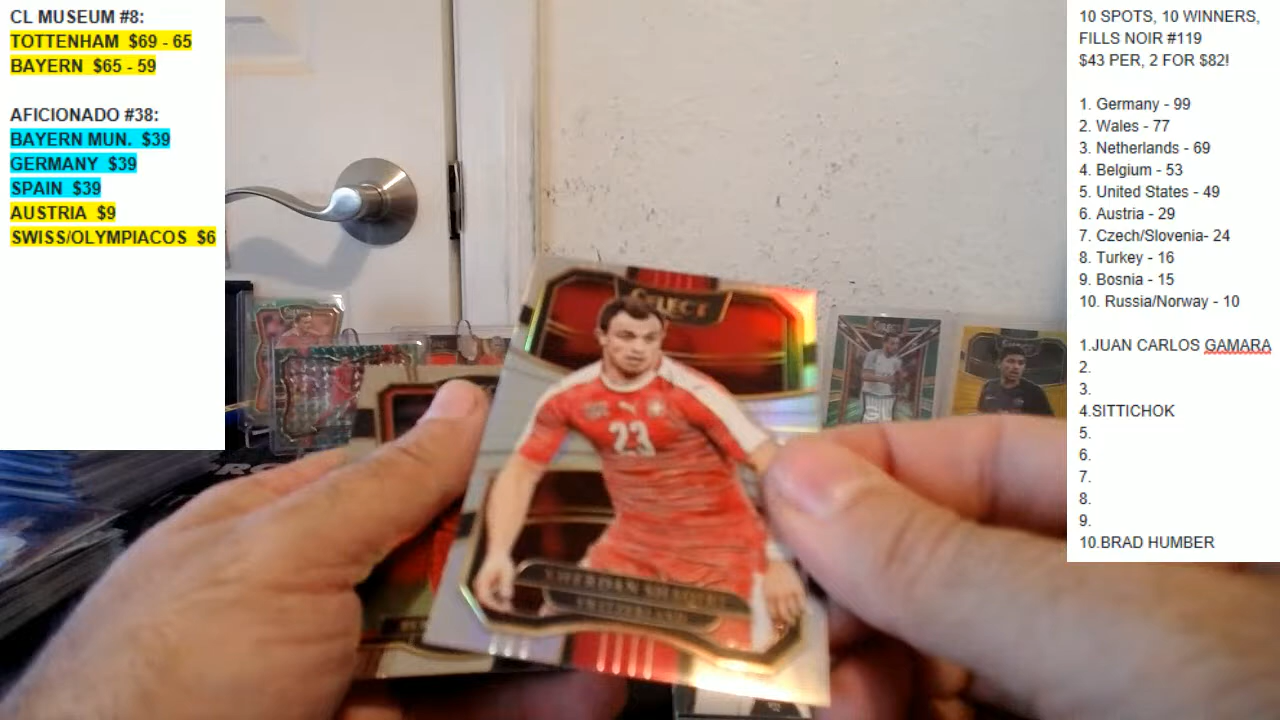 CL MUSEUM #8:
TOTTENHAM $69 - 65
BAYERN $65 - 59
AFICIONADO #38:
BAYERN MUN. $39
GERMANY $39
SPAIN $39
AUSTRIA $9
SWISS/OLYMPIACOS $6
SELECT
23
XHERDAN SHAQIRI
SELECT
10 SPOTS, 10 WINNERS,
FILLS NOIR #119
$43 PER, 2 FOR $82!
1. Germany - 99
2. Wales - 77
3. Netherlands - 69
4. Belgium - 53
5. United States - 49
6. Austria - 29
7. Czech/Slovenia- 24
8. Turkey - 16
9. Bosnia - 15
10. Russia/Norway - 10
1.JUAN CARLOS GAMARA
2.
3.
4.SITTICHOK
5.
6.
7.
8.
9.
10.BRAD HUMBER